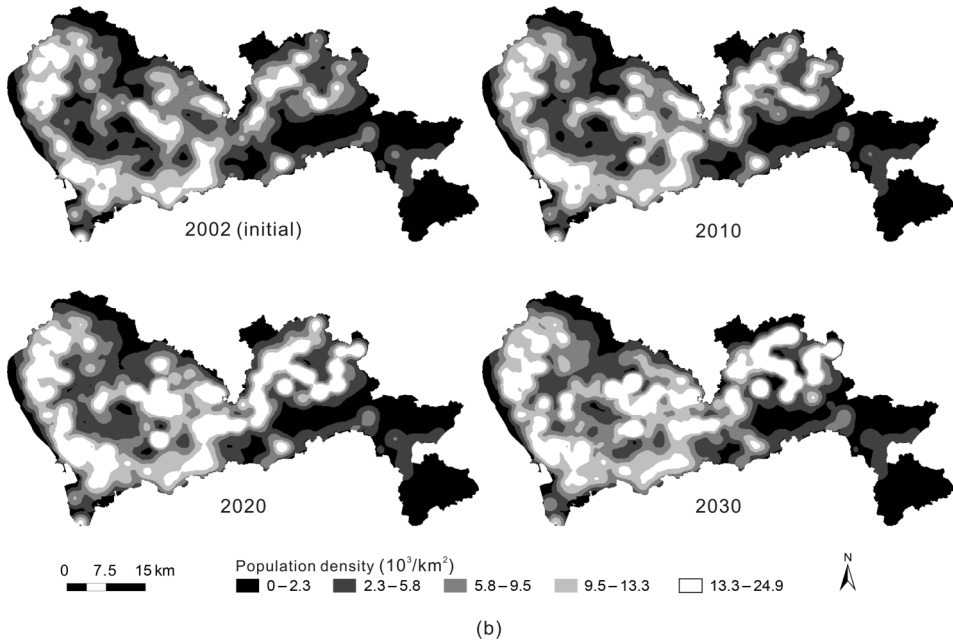 2002 (initial)
2010
2020
2030
0 7.5 15 km
Population density (10³/km²)
0–2.3 2.3–5.8 5.8–9.5 9.5–13.3 13.3–24.9
N
(b)